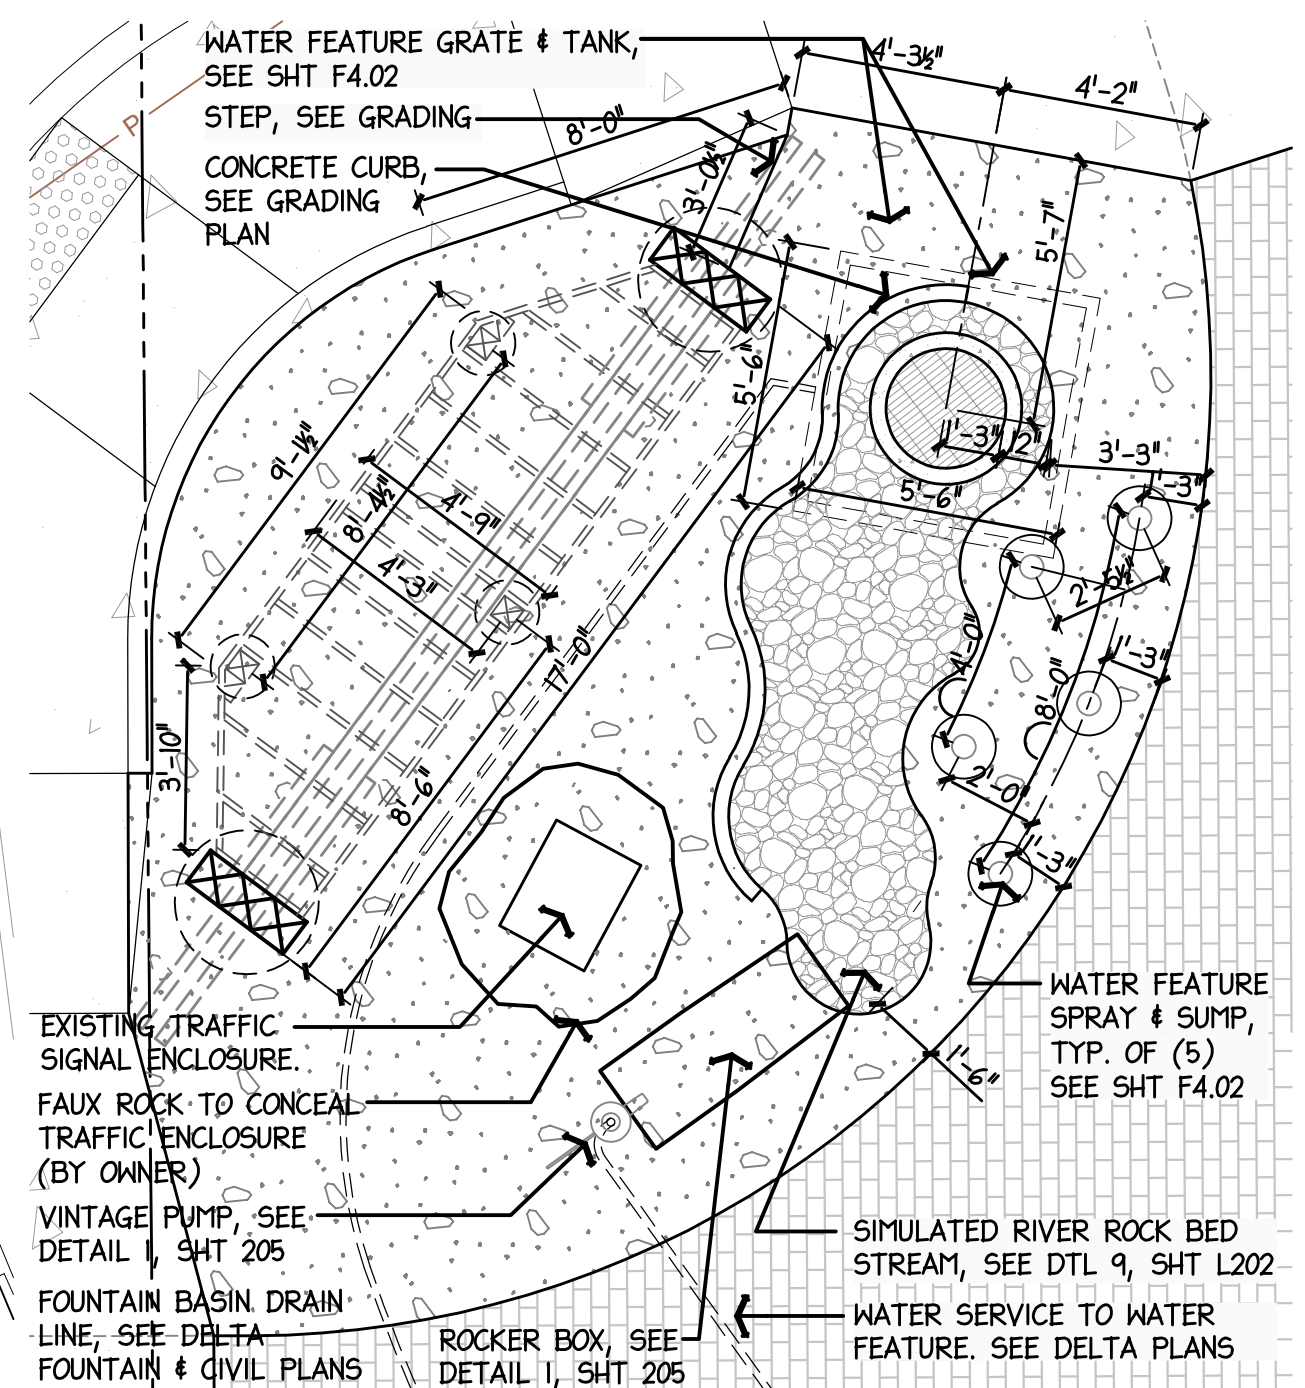 WATER FEATURE GRATE & TANK,
SEE SHT F4.02
STEP, SEE GRADING
CONCRETE CURB,
SEE GRADING
PLAN
P
4'-3½"
4'-2"
8'-0"
3'-0½"
5'-7"
5'-6"
9'-1½"
8'-4½"
4'-9"
4'-3"
1'-3"
2"
3'-3"
1'-3"
5'-6"
2'-5½"
4'-0"
1'-3"
8'-0"
17'-0"
3'-10"
8'-6"
2'-0"
1'-3"
1'-6"
WATER FEATURE
SPRAY & SUMP,
TYP. OF (5)
SEE SHT F4.02
EXISTING TRAFFIC
SIGNAL ENCLOSURE.
FAUX ROCK TO CONCEAL
TRAFFIC ENCLOSURE
(BY OWNER)
VINTAGE PUMP, SEE
DETAIL 1, SHT 205
FOUNTAIN BASIN DRAIN
LINE, SEE DELTA
FOUNTAIN & CIVIL PLANS
ROCKER BOX, SEE
DETAIL 1, SHT 205
SIMULATED RIVER ROCK BED
STREAM, SEE DTL 9, SHT L202
WATER SERVICE TO WATER
FEATURE. SEE DELTA PLANS